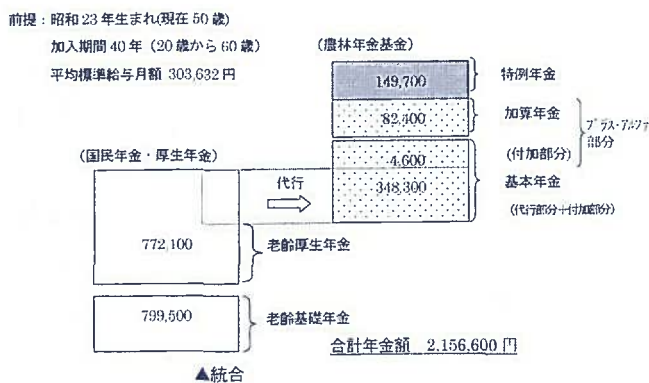 前提：昭和23年生まれ(現在50歳)
加入期間40年（20歳から60歳）
平均標準給与月額 303,632円
（農林年金基金）
149,700
特例年金
82,400
加算年金
(付加部分)
プラス・アルファ
部分
4,600
348,300
基本年金
(代行部分＋付加部分)
（国民年金・厚生年金）
代行
772,100
老齢厚生年金
799,500
老齢基礎年金
合計年金額 2,156,600 円
▲統合